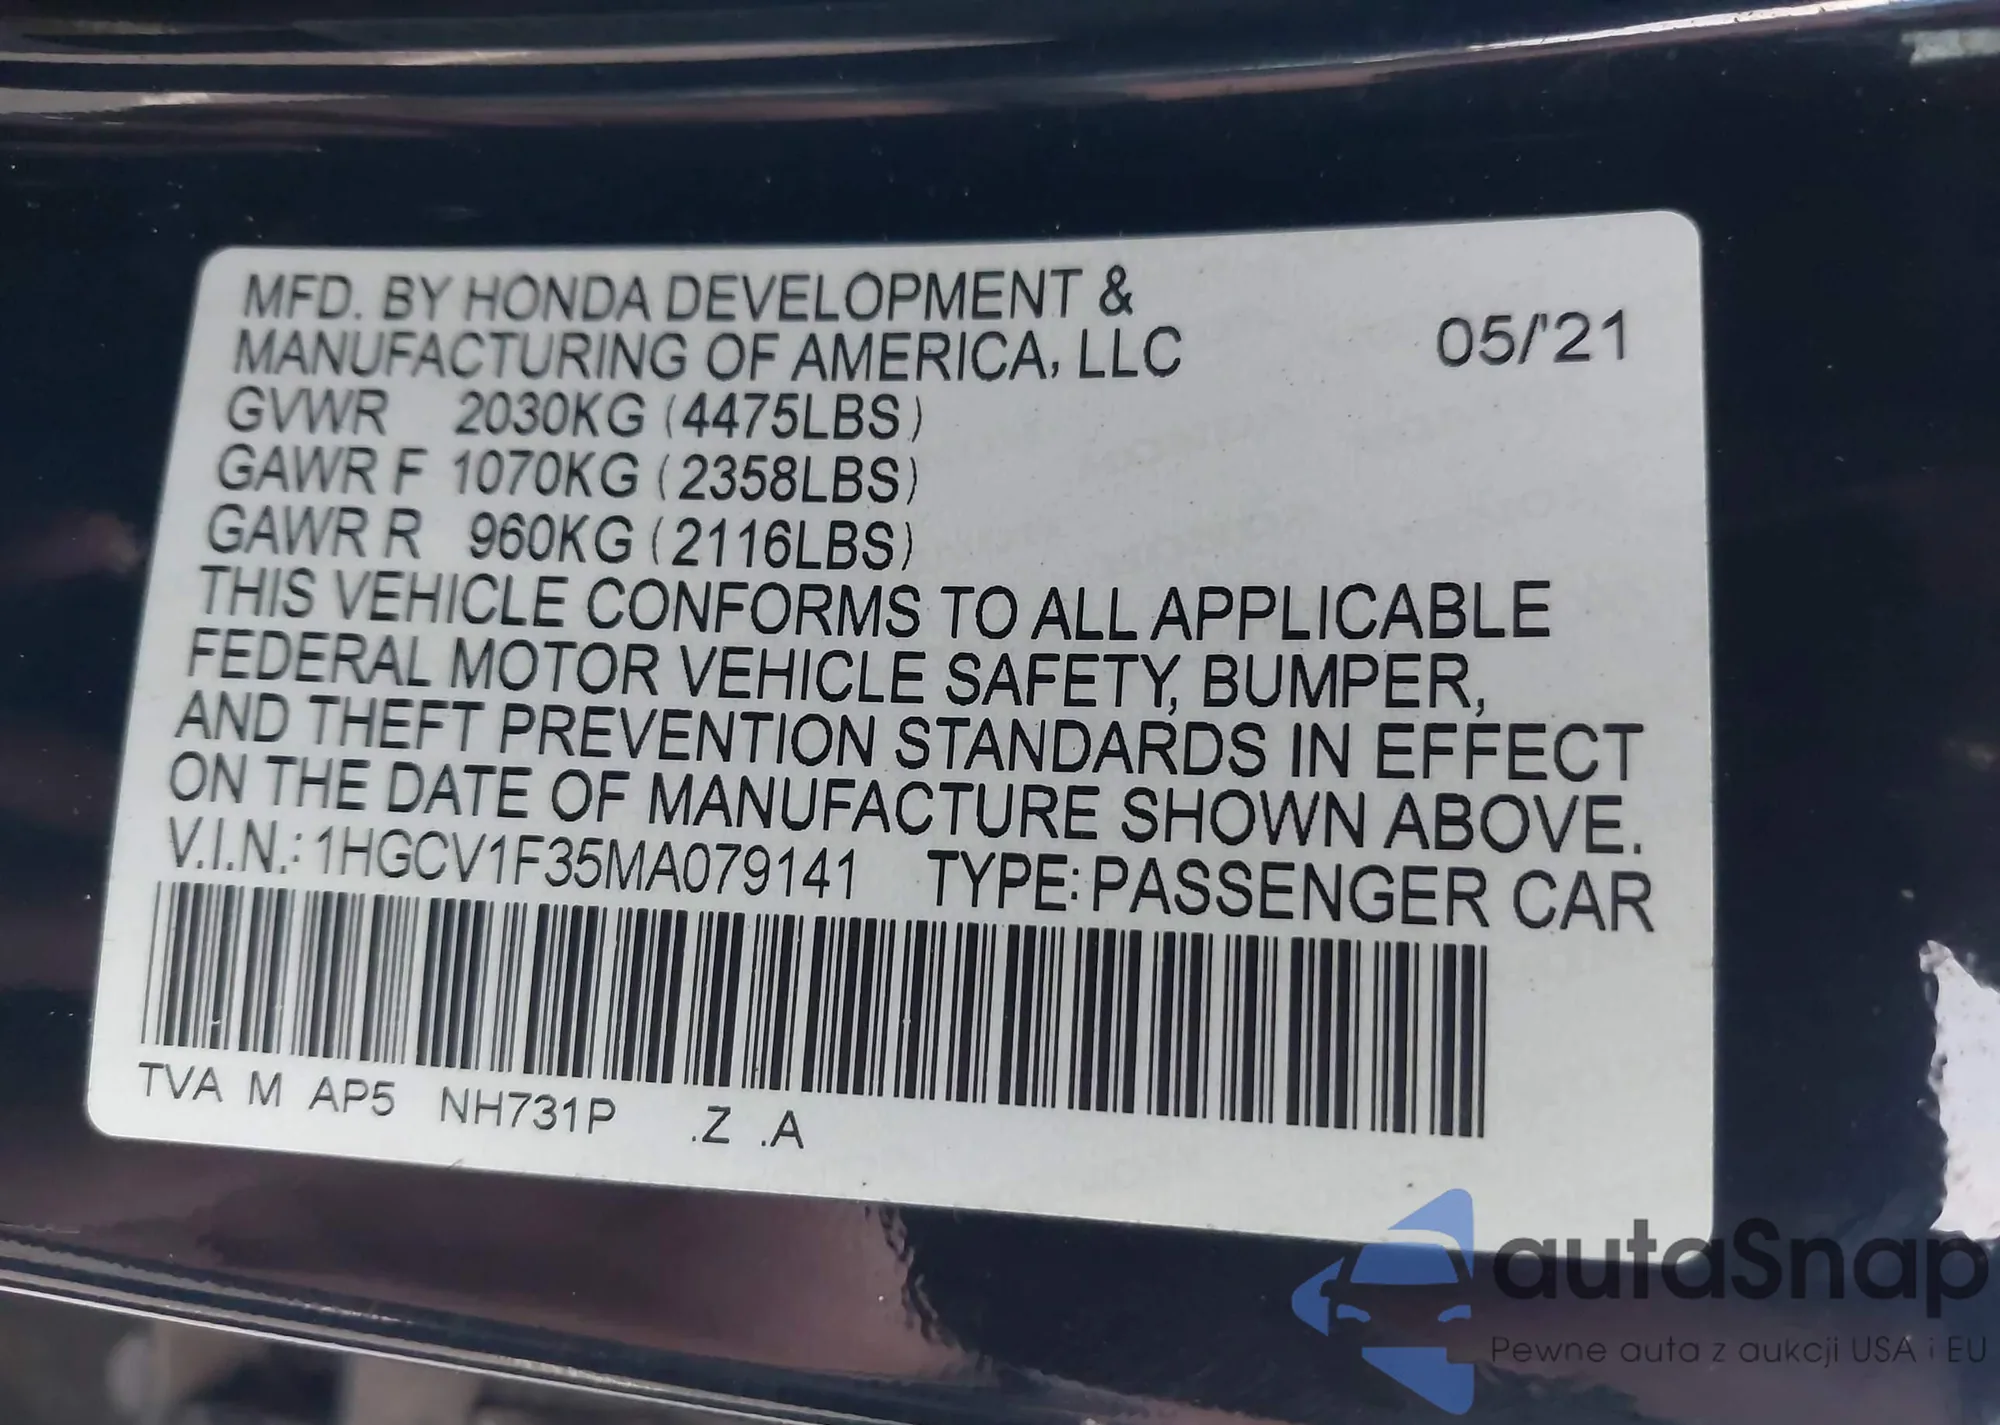 MFD. BY HONDA DEVELOPMENT &
MANUFACTURING OF AMERICA, LLC 05/'21
GVWR 2030KG (4475LBS)
GAWR F 1070KG (2358LBS)
GAWR R 960KG (2116LBS)
THIS VEHICLE CONFORMS TO ALL APPLICABLE
FEDERAL MOTOR VEHICLE SAFETY, BUMPER,
AND THEFT PREVENTION STANDARDS IN EFFECT
ON THE DATE OF MANUFACTURE SHOWN ABOVE.
V.I.N.: 1HGCV1F35MA079141 TYPE: PASSENGER CAR
TVA M AP5 NH731P .Z .A
autaSnap
Pewne auta z aukcji USA i EU